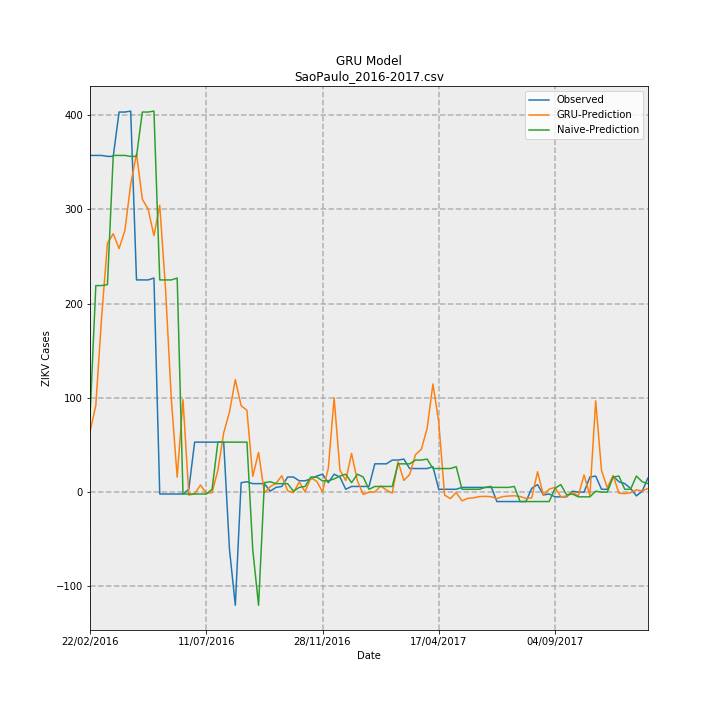 GRU Model
SaoPaulo_2016-2017.csv
Observed
GRU-Prediction
Naive-Prediction
ZIKV Cases
400
300
200
100
0
−100
22/02/2016
11/07/2016
28/11/2016
17/04/2017
04/09/2017
Date